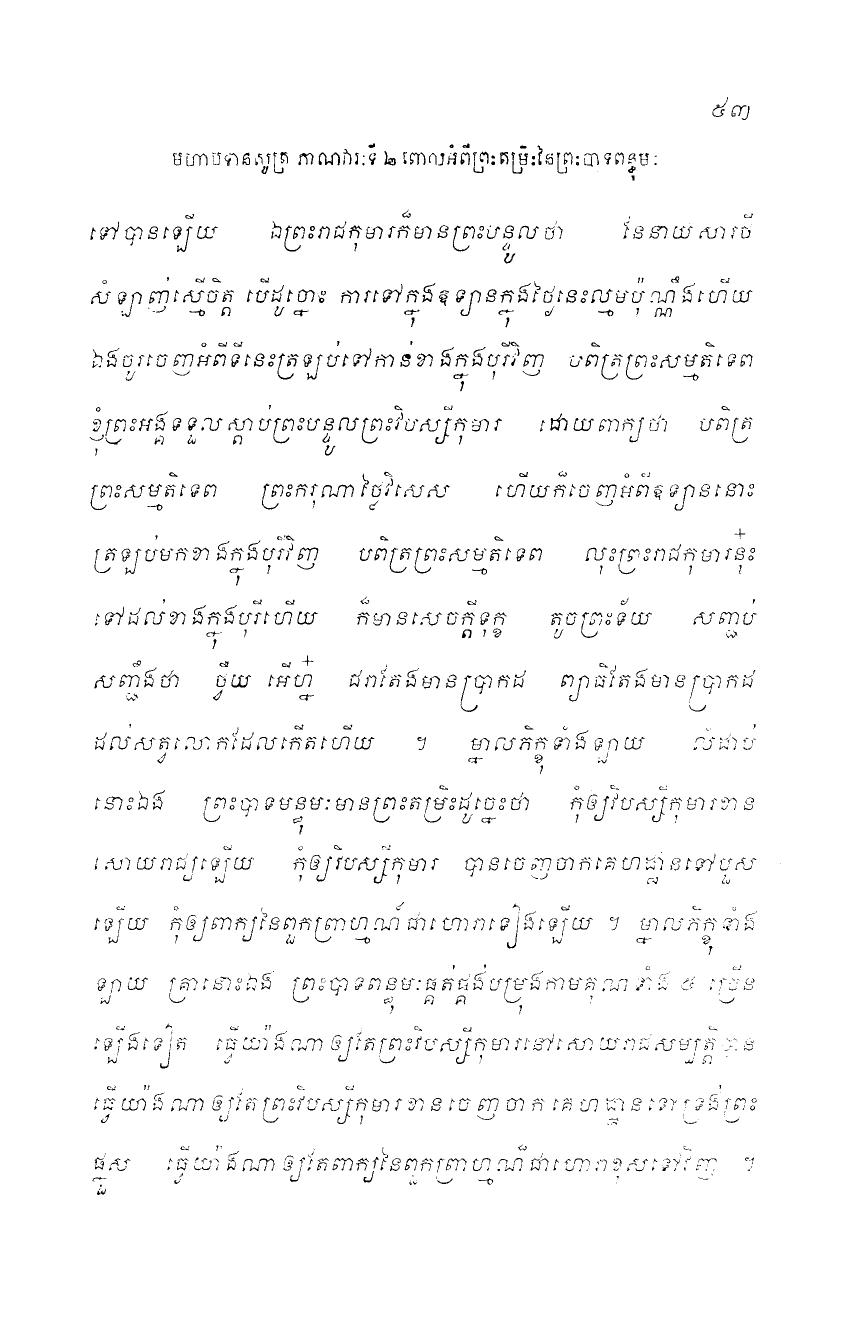 ៥៣
មហាបទានសូត្រ ភាណវារៈទី ២ ពោលអំពីព្រះតម្រិះនៃព្រះបាទពន្ធុមៈ
ទៅបានឡើយ ឯព្រះរាជកុមារក៏មានព្រះបន្ទូលថា នែនាយសារថី
សំឡាញ់ស្មើចិត្ត បើដូច្នោះ ការទៅក្នុងឧទ្យានក្នុងថ្ងៃនេះល្មមប៉ុណ្ណឹងហើយ
ឯងចូរចេញអំពីទីនេះត្រឡប់ទៅកាន់ខាងក្នុងបុរីវិញ បពិត្រព្រះសម្មតិទេព
ខ្ញុំព្រះអង្គទទួលស្តាប់ព្រះបន្ទូលព្រះវិបស្សីកុមារ ដោយពាក្យថា បពិត្រ
ព្រះសម្មតិទេព ព្រះករុណាថ្លៃវិសេស ហើយក៏ចេញអំពីឧទ្យាននោះ
ត្រឡប់មកខាងក្នុងបុរីវិញ បពិត្រព្រះសម្មតិទេព លុះព្រះរាជកុមារនុ៎ះ
ទៅដល់ខាងក្នុងបុរីហើយ ក៏មានសេចក្តីទុក្ខ តូចព្រះទ័យ សញ្ជប់
សញ្ជឹងថា ធ្វឺយ អើហ្ន៎ ជរាតែងមានប្រាកដ ព្យាធិតែងមានប្រាកដ
ដល់សត្វលោកដែលកើតហើយ ។ ម្នាលភិក្ខុទាំងឡាយ លំដាប់
នោះឯង ព្រះបាទមន្ធុមៈមានព្រះតម្រិះដូច្នេះថា កុំឲ្យវិបស្សីកុមារខាន
សោយរាជ្យឡើយ កុំឲ្យវិបស្សីកុមារ បានចេញចាកគេហដ្ឋានទៅបួស
ឡើយ កុំឲ្យពាក្យនៃពួកព្រាហ្មណ៍ជាហោរាទៀងឡើយ ។ ម្នាលភិក្ខុទាំង
ឡាយ គ្រានោះឯង ព្រះបាទពន្ធុមៈផ្គត់ផ្គង់បម្រុងកាមគុណទាំង ៥ ច្រើន
ឡើងទៀត ធ្វើយ៉ាងណាឲ្យតែព្រះវិបស្សីកុមារនៅសោយរាជសម្បត្តិបាន
ធ្វើយ៉ាងណាឲ្យតែព្រះវិបស្សីកុមារខានចេញចាកគេហដ្ឋានទៅទ្រង់ព្រះ
ផ្នួស ធ្វើយ៉ាងណាឲ្យតែពាក្យនៃពួកព្រាហ្មណ៍ជាហោរាខុសទៅវិញ ។